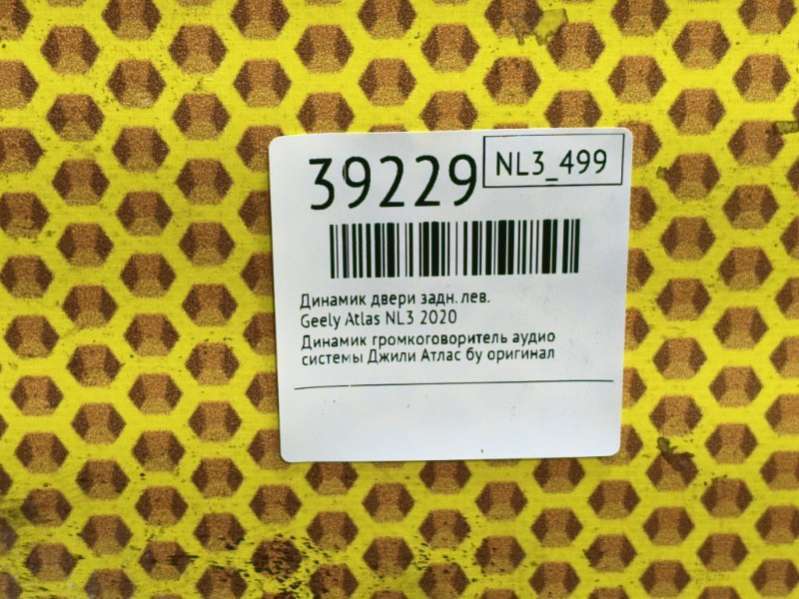 39229
NL3_499
Динамик двери задн. лев.
Geely Atlas NL3 2020
Динамик громкоговоритель аудио
системы Джили Атлас бу оригинал